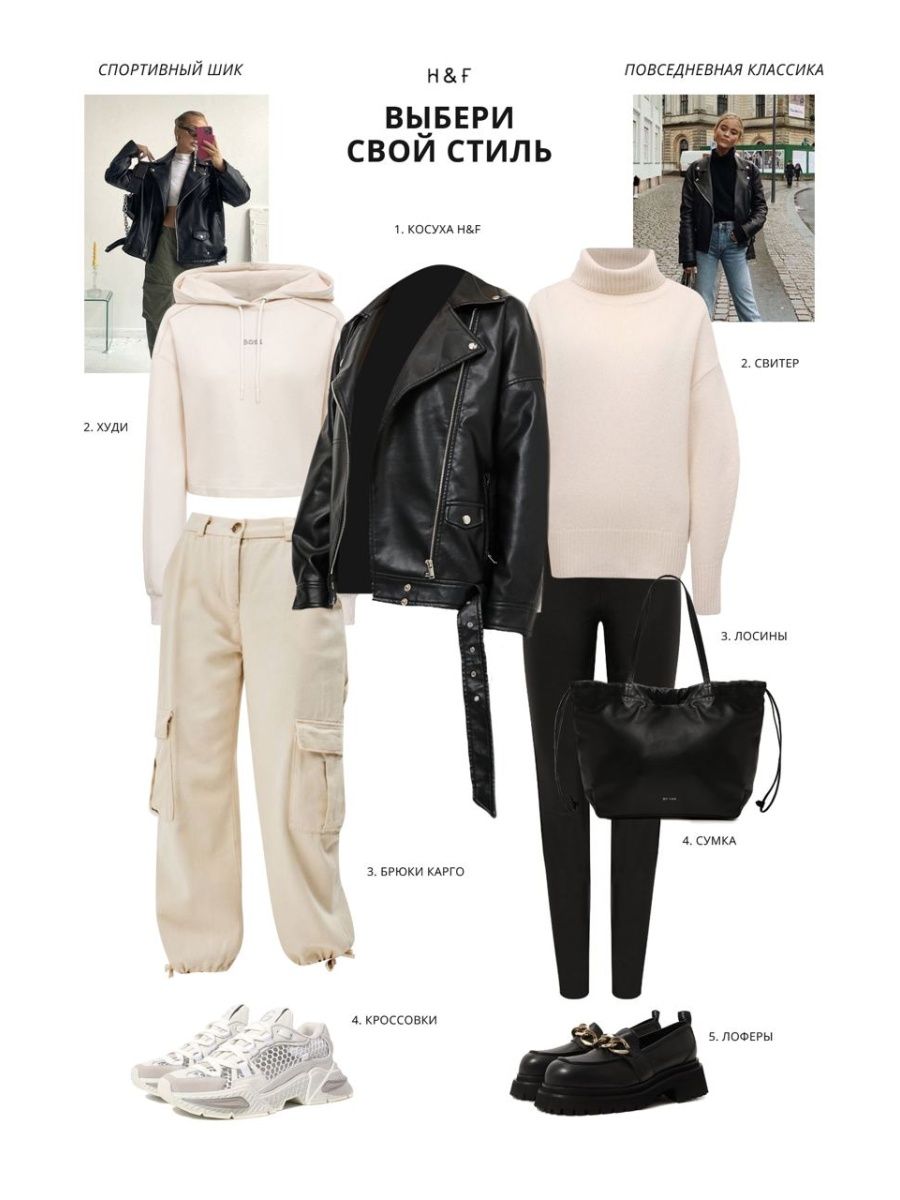 СПОРТИВНЫЙ ШИК
H&F
ПОВСЕДНЕВНАЯ КЛАССИКА
ВЫБЕРИ
СВОЙ СТИЛЬ
1. КОСУХА H&F
BOSS
2. СВИТЕР
2. ХУДИ
3. ЛОСИНЫ
4. СУМКА
3. БРЮКИ КАРГО
4. КРОССОВКИ
5. ЛОФЕРЫ